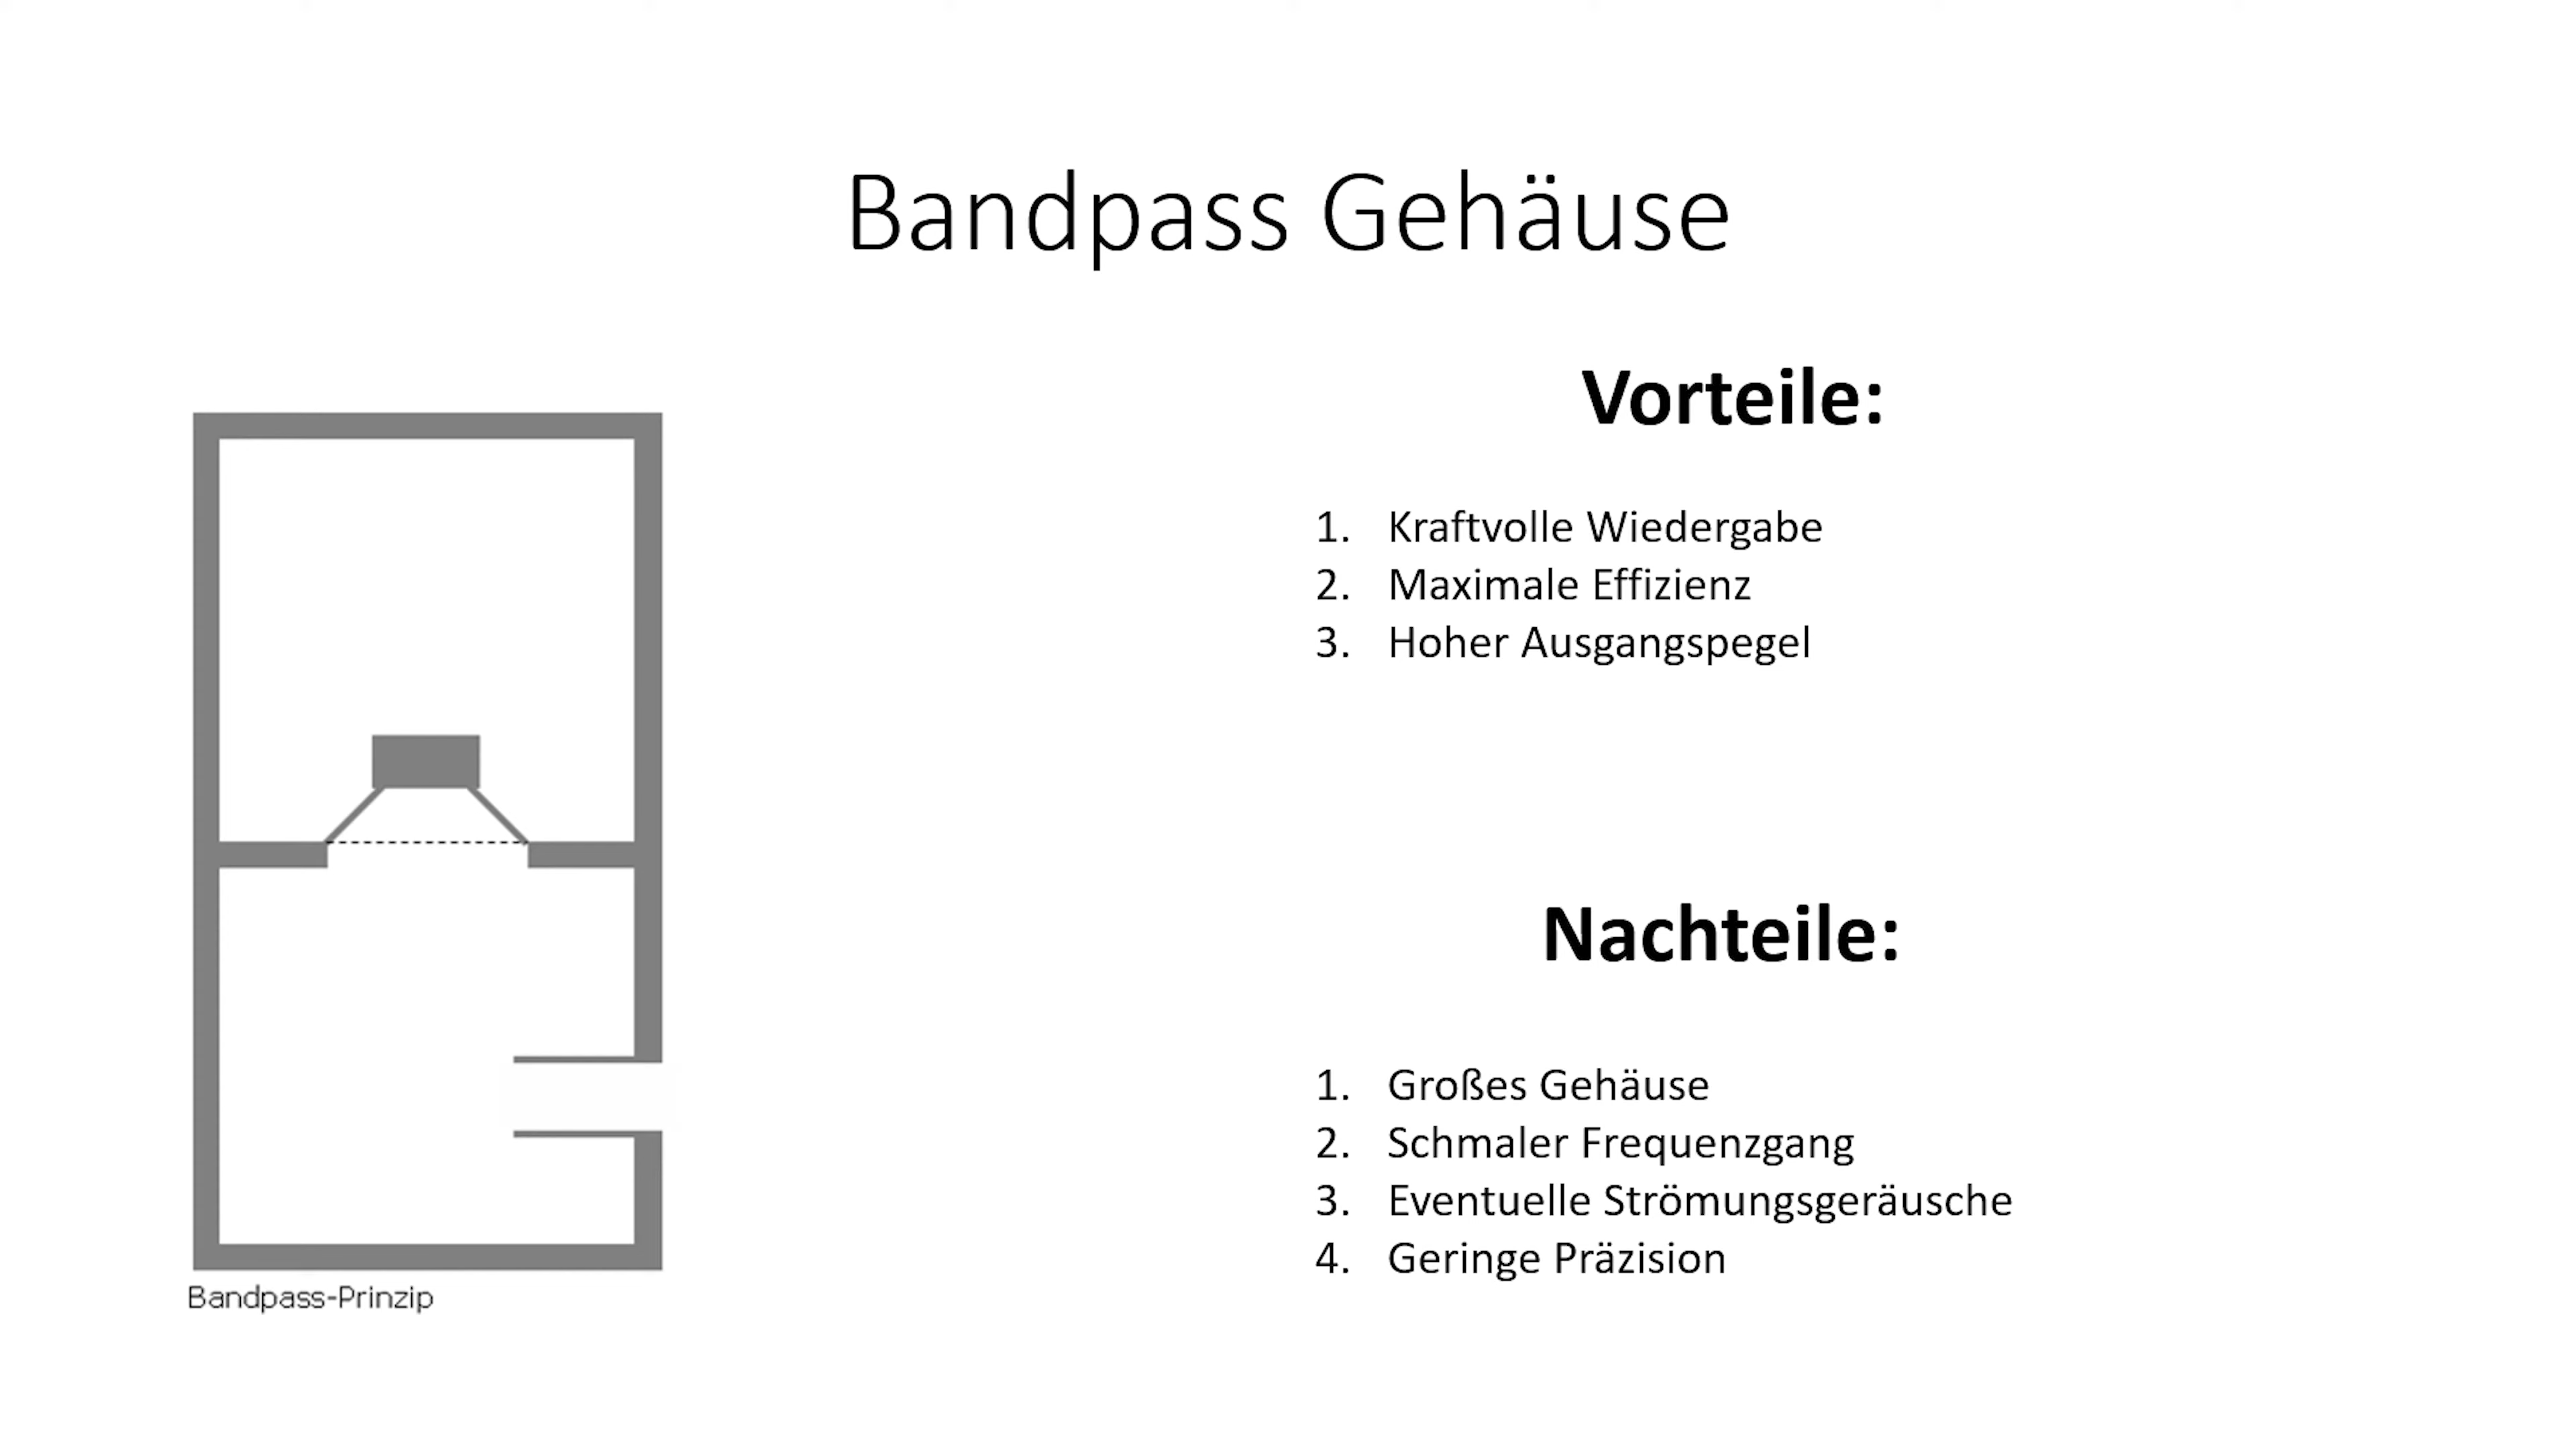 Bandpass Gehäuse
Vorteile:
1. Kraftvolle Wiedergabe
2. Maximale Effizienz
3. Hoher Ausgangspegel
Nachteile:
1. Großes Gehäuse
2. Schmaler Frequenzgang
3. Eventuelle Strömungsgeräusche
4. Geringe Präzision
Bandpass-Prinzip